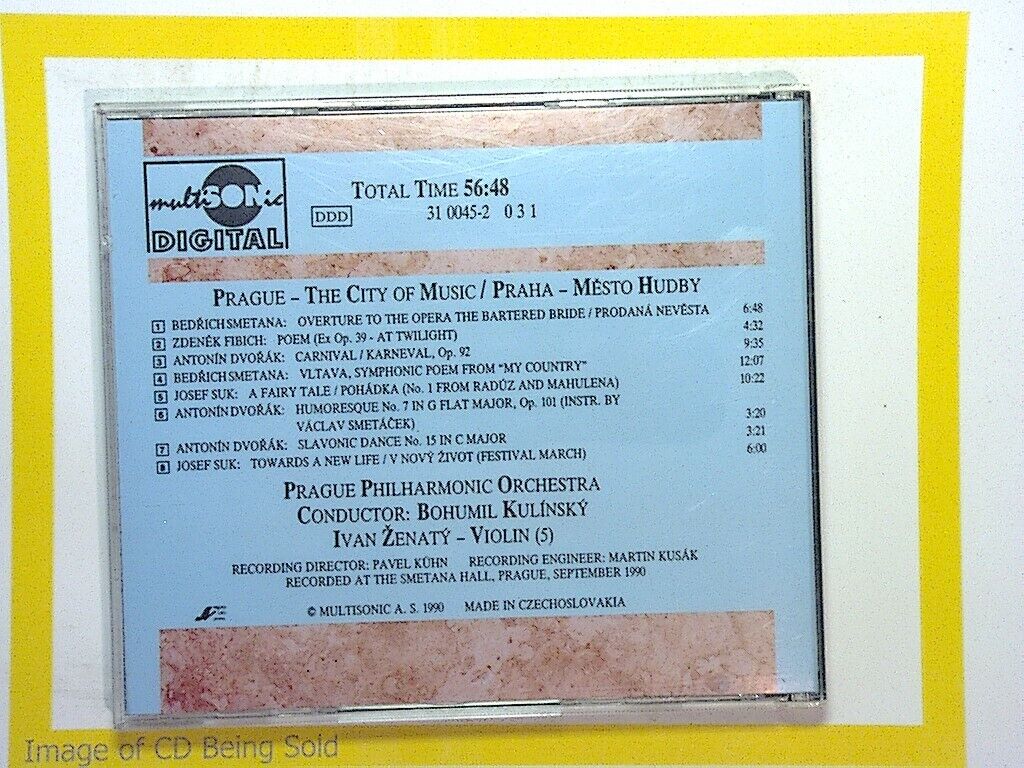 multiSONic
DIGITAL
TOTAL TIME 56:48
DDD 31 0045-2 0 3 1
PRAGUE – THE CITY OF MUSIC / PRAHA – MĚSTO HUDBY
1 BEDŘICH SMETANA: OVERTURE TO THE OPERA THE BARTERED BRIDE / PRODANÁ NEVĚSTA 6:48
2 ZDENĚK FIBICH: POEM (Ex Op. 39 - AT TWILIGHT) 4:32
3 ANTONÍN DVOŘÁK: CARNIVAL / KARNEVAL, Op. 92 9:35
4 BEDŘICH SMETANA: VLTAVA, SYMPHONIC POEM FROM "MY COUNTRY" 12:07
5 JOSEF SUK: A FAIRY TALE / POHÁDKA (No. 1 FROM RADÚZ AND MAHULENA) 10:22
6 ANTONÍN DVOŘÁK: HUMORESQUE No. 7 IN G FLAT MAJOR, Op. 101 (INSTR. BY
VÁCLAV SMETÁČEK) 3:20
7 ANTONÍN DVOŘÁK: SLAVONIC DANCE No. 15 IN C MAJOR 3:21
8 JOSEF SUK: TOWARDS A NEW LIFE / V NOVÝ ŽIVOT (FESTIVAL MARCH) 6:00
PRAGUE PHILHARMONIC ORCHESTRA
CONDUCTOR: BOHUMIL KULÍNSKÝ
IVAN ŽENATÝ – VIOLIN (5)
RECORDING DIRECTOR: PAVEL KÜHN RECORDING ENGINEER: MARTIN KUSÁK
RECORDED AT THE SMETANA HALL, PRAGUE, SEPTEMBER 1990
© MULTISONIC A. S. 1990 MADE IN CZECHOSLOVAKIA
Image of CD Being Sold